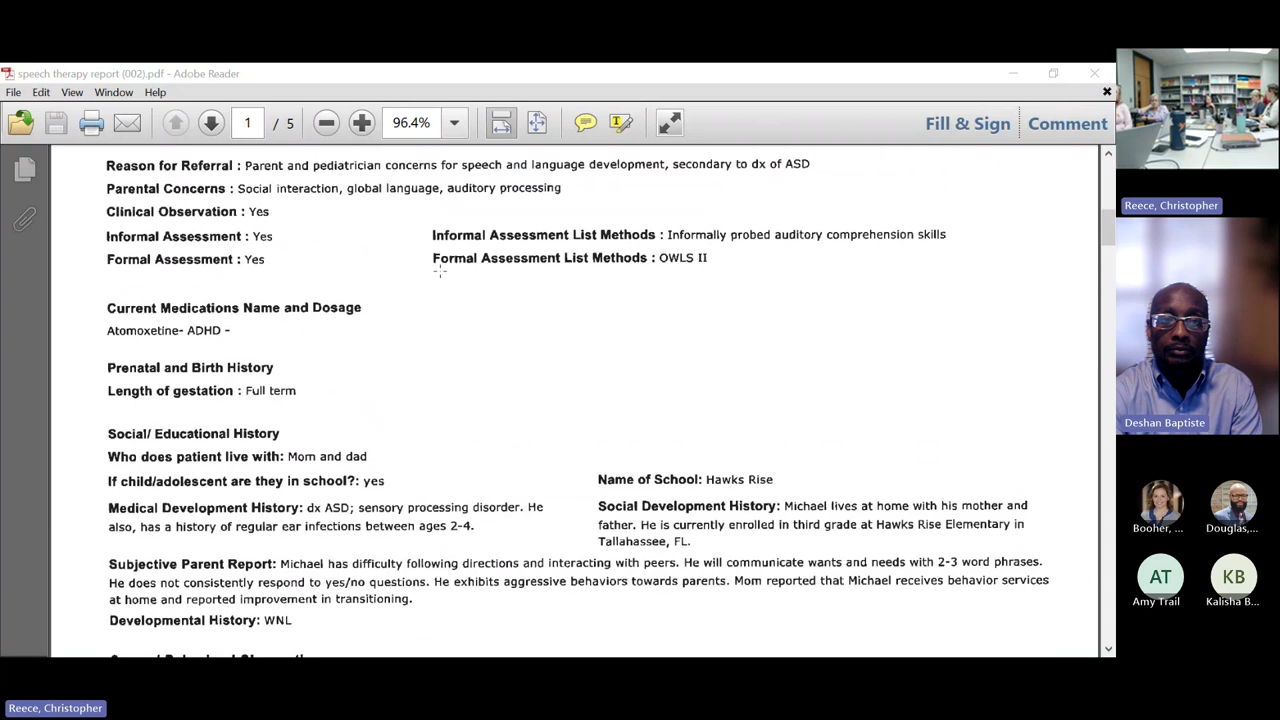 speech therapy report (002).pdf - Adobe Reader
File Edit View Window Help
1 / 5 96.4% Fill & Sign Comment
Reason for Referral : Parent and pediatrician concerns for speech and language development, secondary to dx of ASD
Parental Concerns : Social interaction, global language, auditory processing
Clinical Observation : Yes
Informal Assessment : Yes Informal Assessment List Methods : Informally probed auditory comprehension skills
Formal Assessment : Yes Formal Assessment List Methods : OWLS II
Current Medications Name and Dosage
Atomoxetine- ADHD -
Prenatal and Birth History
Length of gestation : Full term
Social/ Educational History
Who does patient live with: Mom and dad
If child/adolescent are they in school?: yes
Name of School: Hawks Rise
Medical Development History: dx ASD; sensory processing disorder. He
also, has a history of regular ear infections between ages 2-4.
Social Development History: Michael lives at home with his mother and
father. He is currently enrolled in third grade at Hawks Rise Elementary in
Tallahassee, FL.
Subjective Parent Report: Michael has difficulty following directions and interacting with peers. He will communicate wants and needs with 2-3 word phrases.
He does not consistently respond to yes/no questions. He exhibits aggressive behaviors towards parents. Mom reported that Michael receives behavior services
at home and reported improvement in transitioning.
Developmental History: WNL
Reece, Christopher
Deshan Baptiste
Booher, ... Douglas,...
AT KB
Amy Trail Kalisha B...
Reece, Christopher